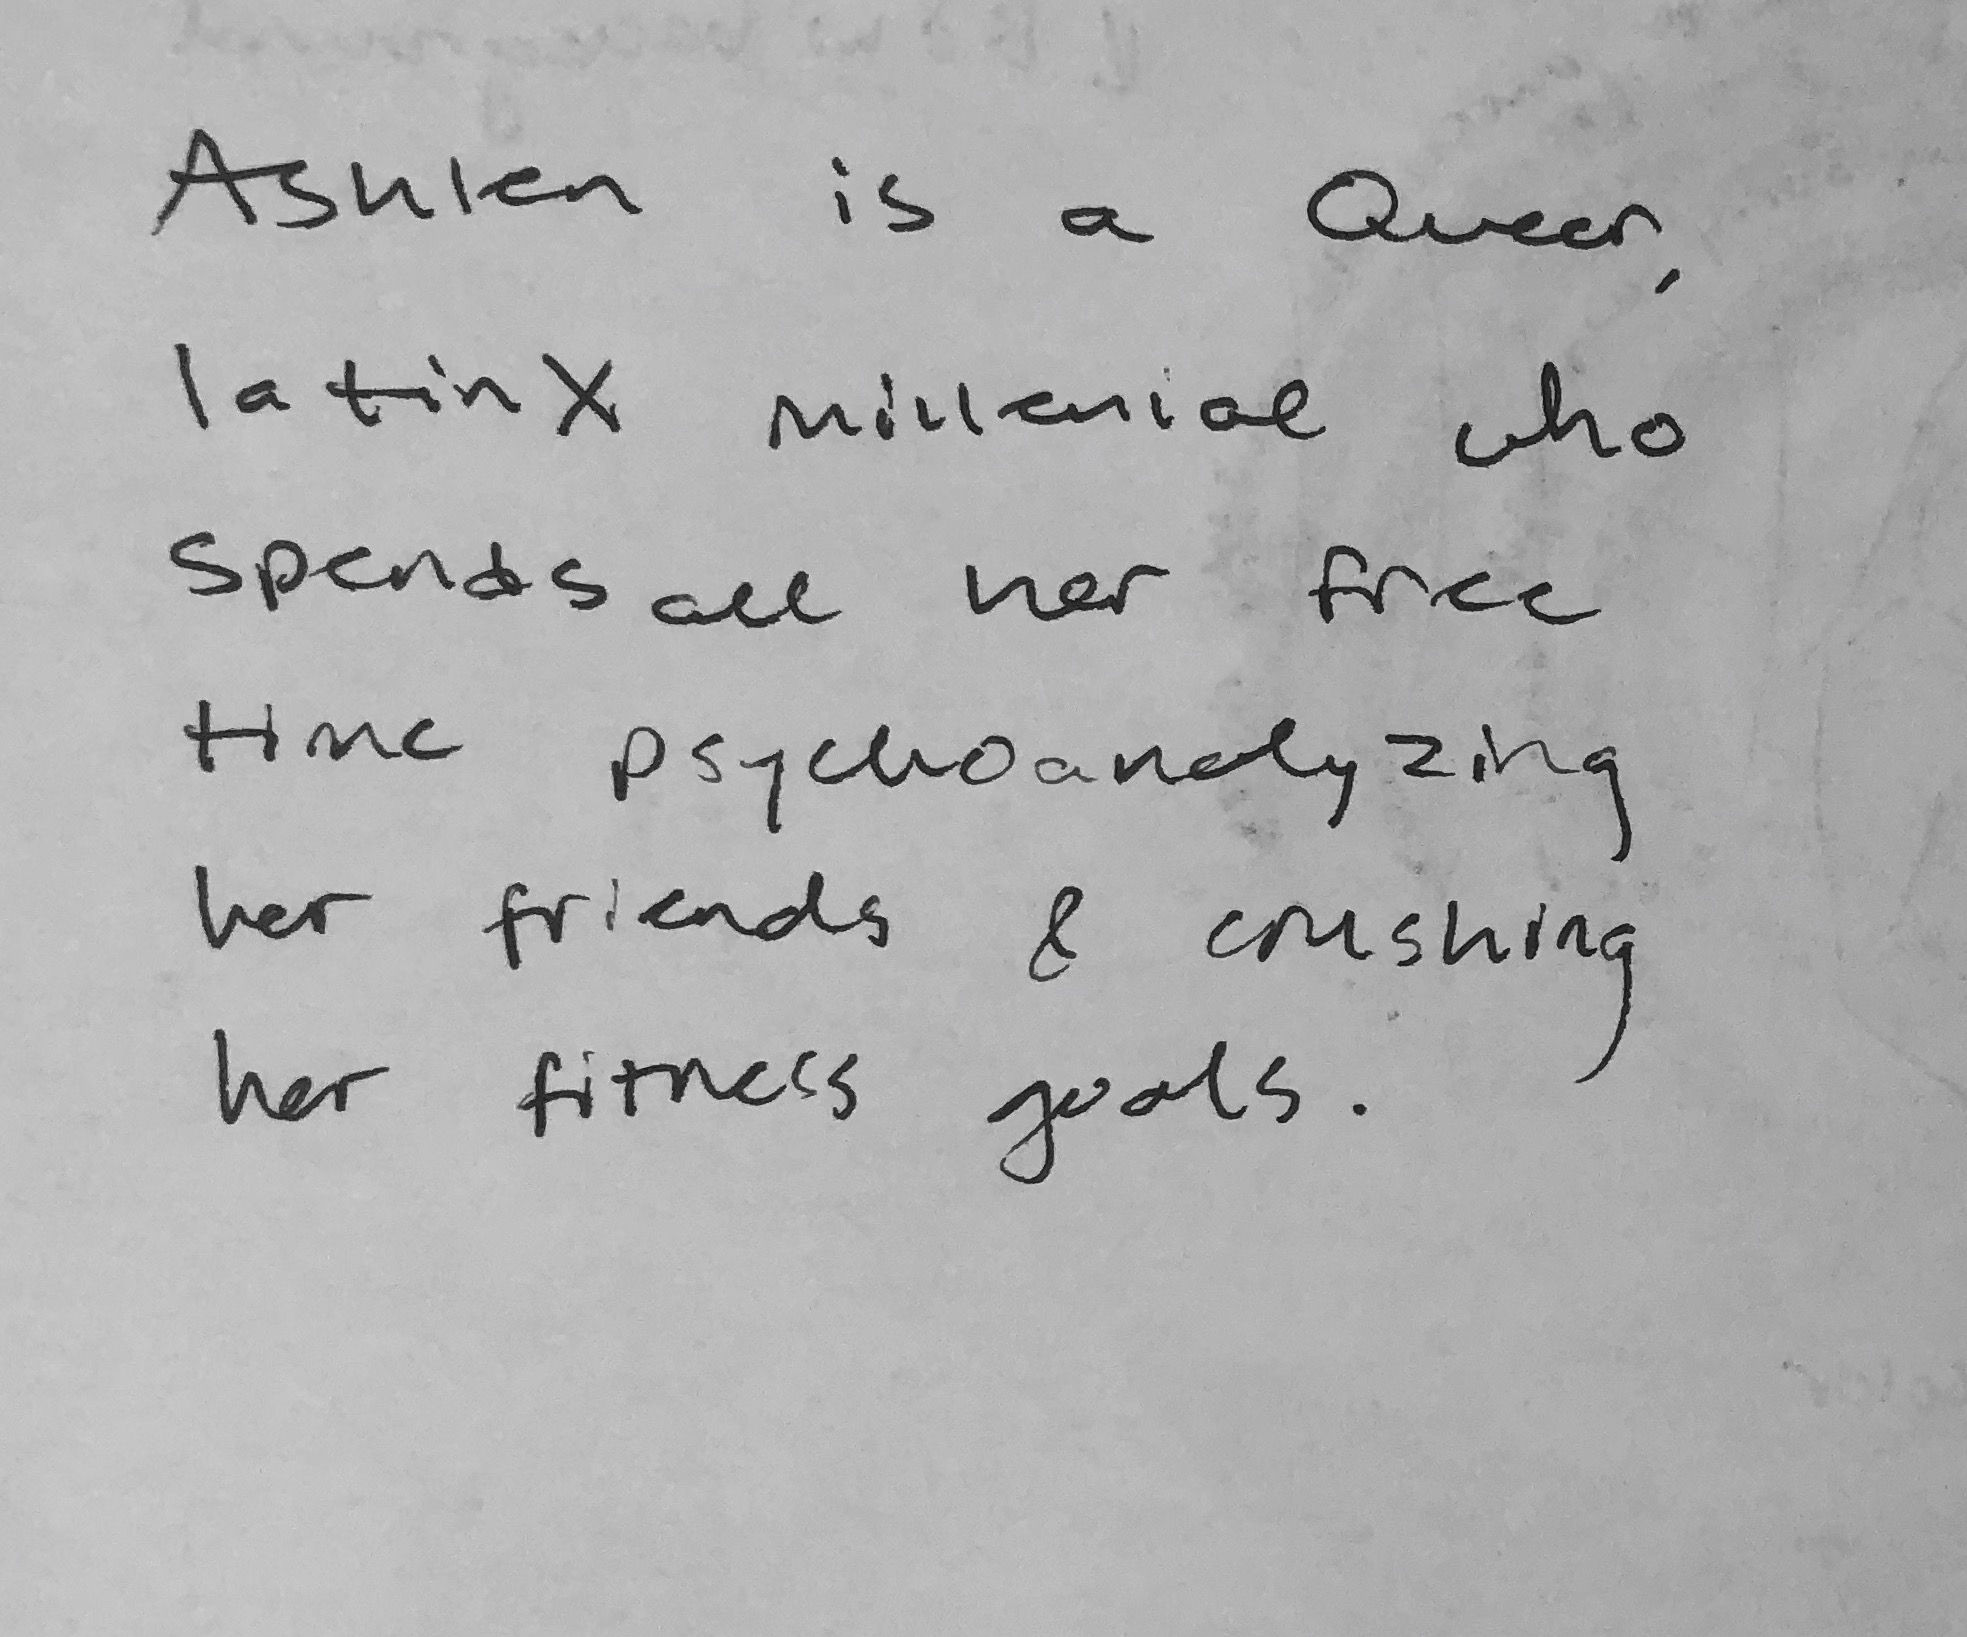 Ashlen is a Queer,
latinX millenial who
spends all her free
time psychoanalyzing
her friends & crushing
her fitness goals.